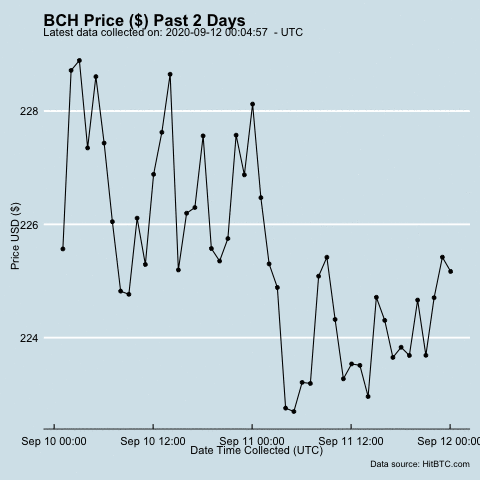 BCH Price ($) Past 2 Days
Latest data collected on: 2020-09-12 00:04:57 - UTC
228
226
224
Price USD ($)
Sep 10 00:00 Sep 10 12:00 Sep 11 00:00 Sep 11 12:00 Sep 12 00:00
Date Time Collected (UTC)
Data source: HitBTC.com